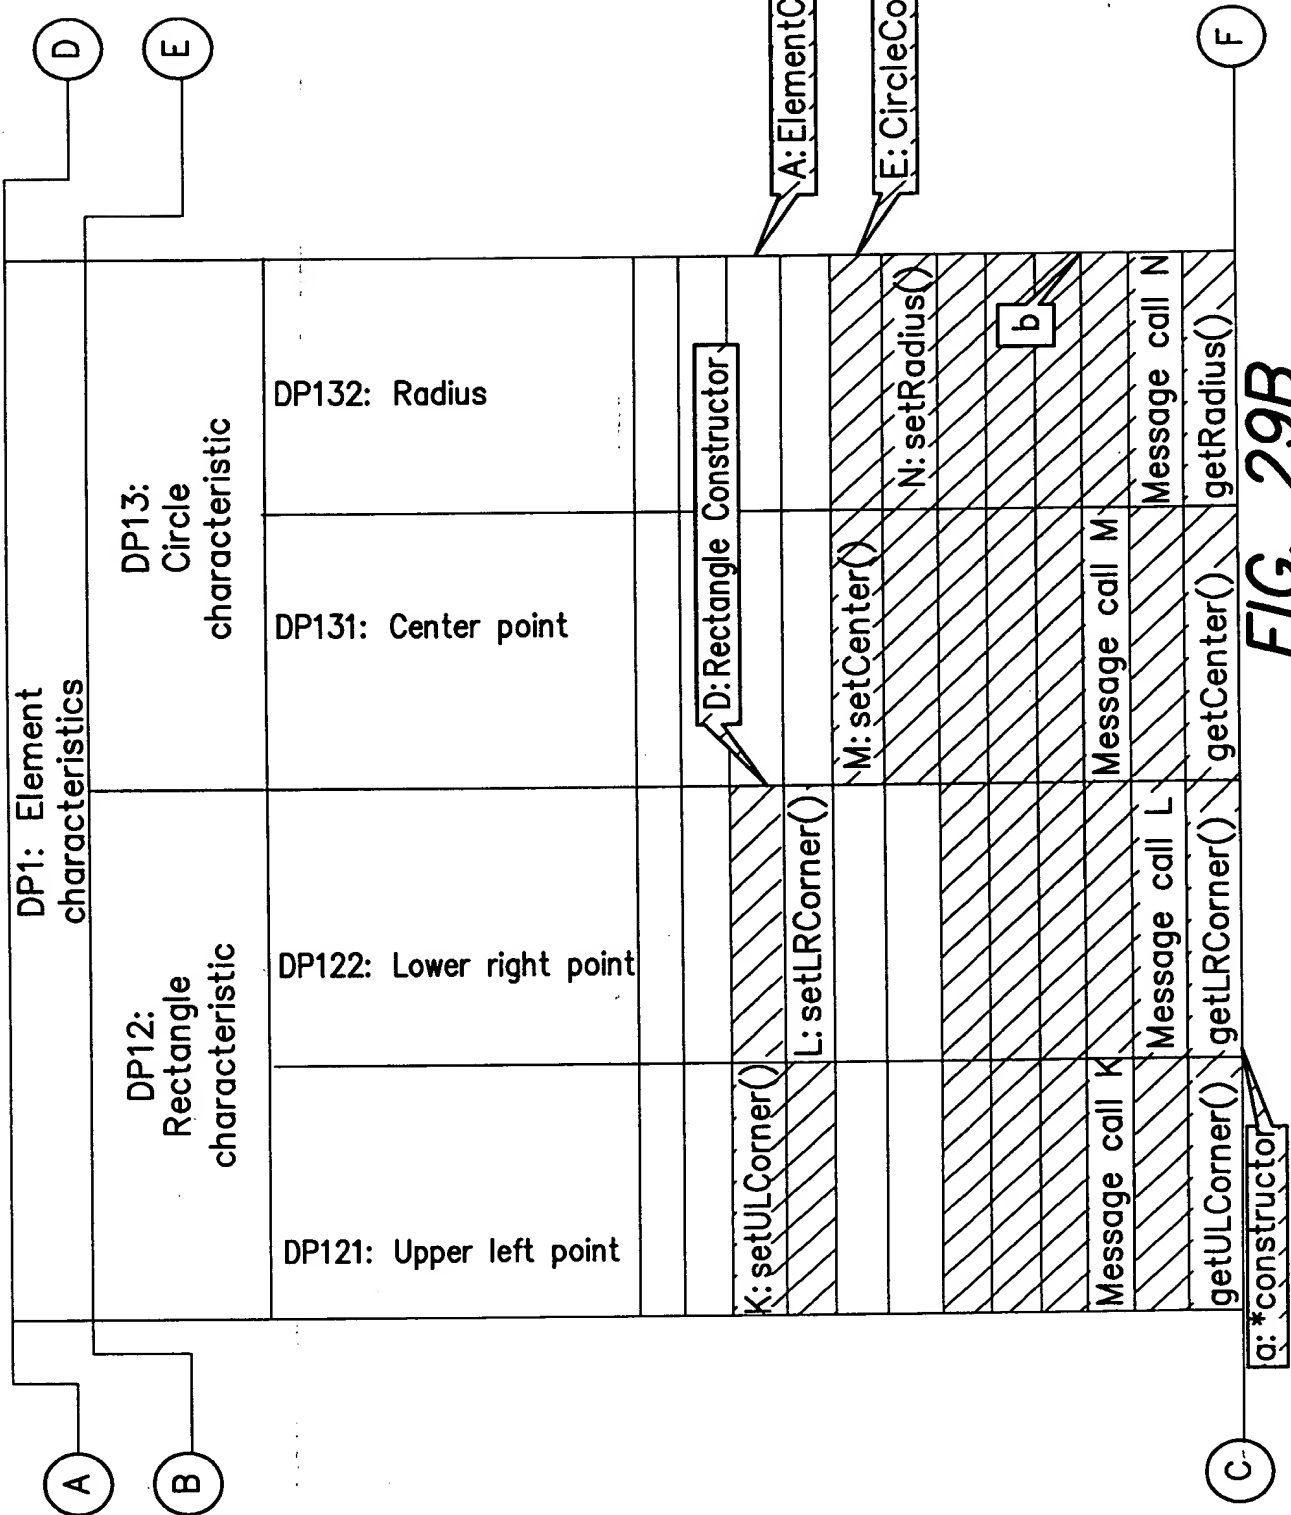 A
B
C
D
E
F
DP1: Element
characteristics
DP12:
Rectangle
characteristic
DP13:
Circle
characteristic
DP121: Upper left point
DP122: Lower right point
DP131: Center point
DP132: Radius
D: Rectangle Constructor
A: ElementC
K: setULCorner()
L: setLRCorner()
E: CircleCo
M: setCenter()
N: setRadius()
b
Message call K
Message call M
Message call L
Message call N
getULCorner()
getLRCorner()
getCenter()
getRadius()
a: *constructor
FIG. 29B